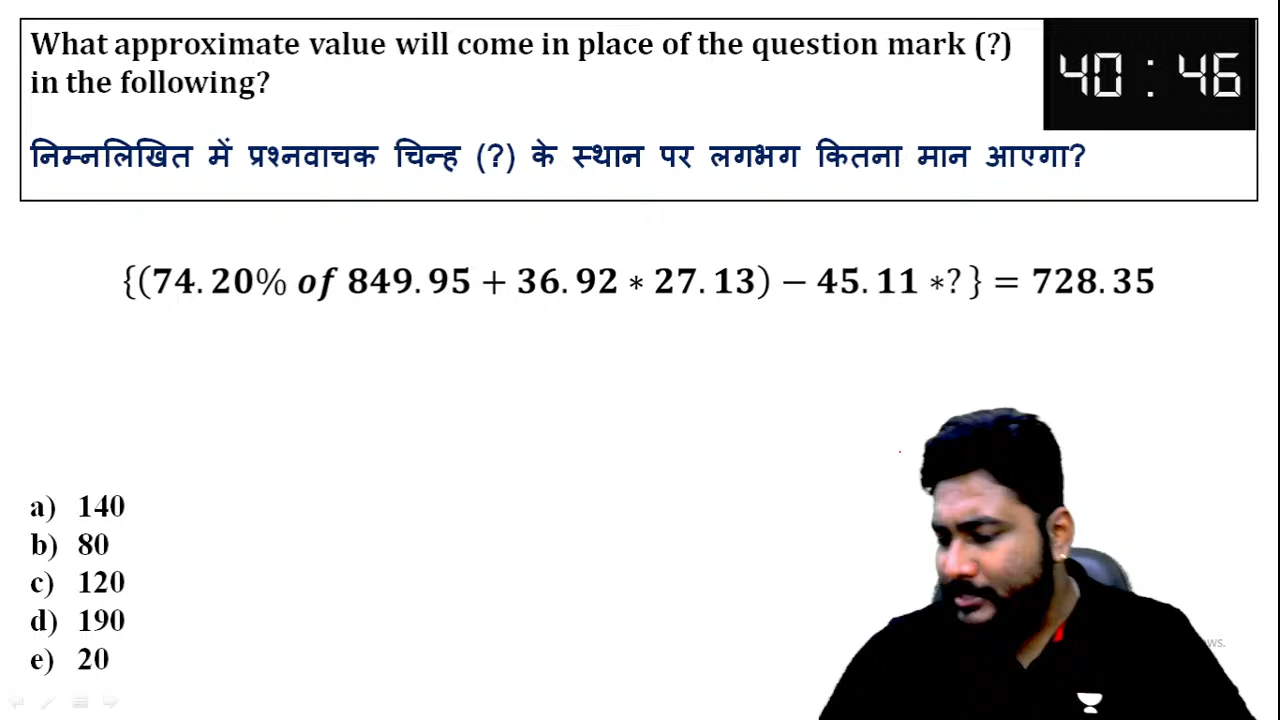 What approximate value will come in place of the question mark (?)
in the following?
40 : 46
निम्नलिखित में प्रश्नवाचक चिन्ह (?) के स्थान पर लगभग कितना मान आएगा?
{(74.20% of 849.95 + 36.92 * 27.13) − 45.11 *? } = 728.35
a) 140
b) 80
c) 120
d) 190
e) 20
ws.